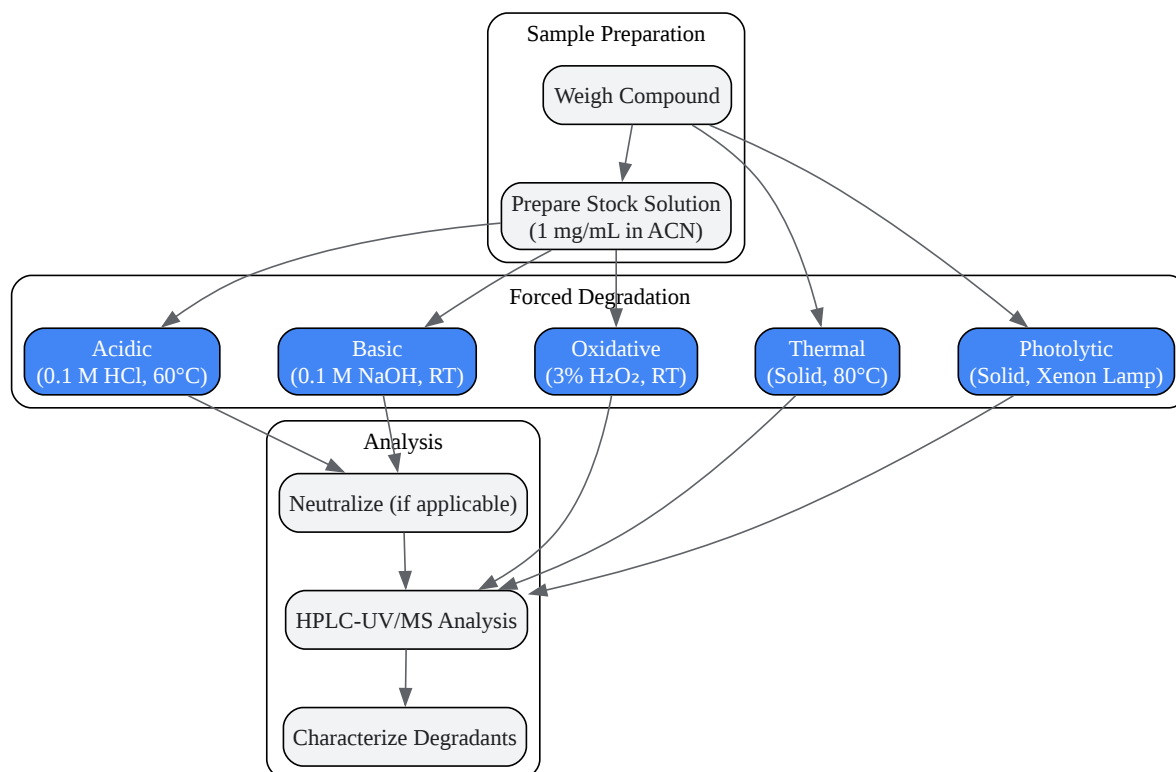 Sample Preparation
Weigh Compound
Prepare Stock Solution
(1 mg/mL in ACN)
Forced Degradation
Acidic
(0.1 M HCl, 60°C)
Basic
(0.1 M NaOH, RT)
Oxidative
(3% H₂O₂, RT)
Thermal
(Solid, 80°C)
Photolytic
(Solid, Xenon Lamp)
Analysis
Neutralize (if applicable)
HPLC-UV/MS Analysis
Characterize Degradants